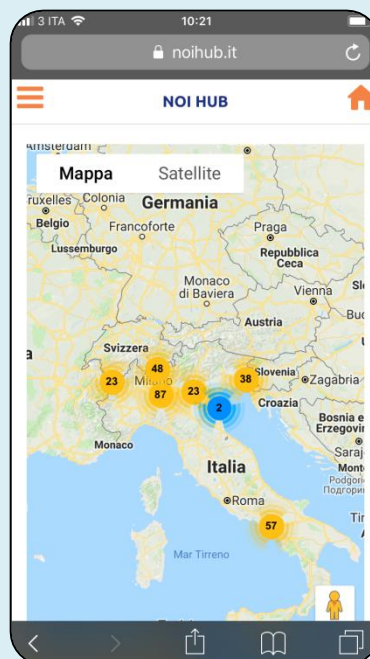 3 ITA 10:21
noihub.it
NOI HUB
Amsterdam
Mappa Satellite
Bruxelles Colonia Germania
Belgio Francoforte Praga
Lussemburgo Repubblica
Ceca
Monaco
di Baviera Vienna
Austria
Svizzera
48 Slovenia
23 Milano 38 Zagabria
87 23
2 Croazia
Bosnia e
Monaco Erzegovina
Italia
Roma
57
Mar Tirreno